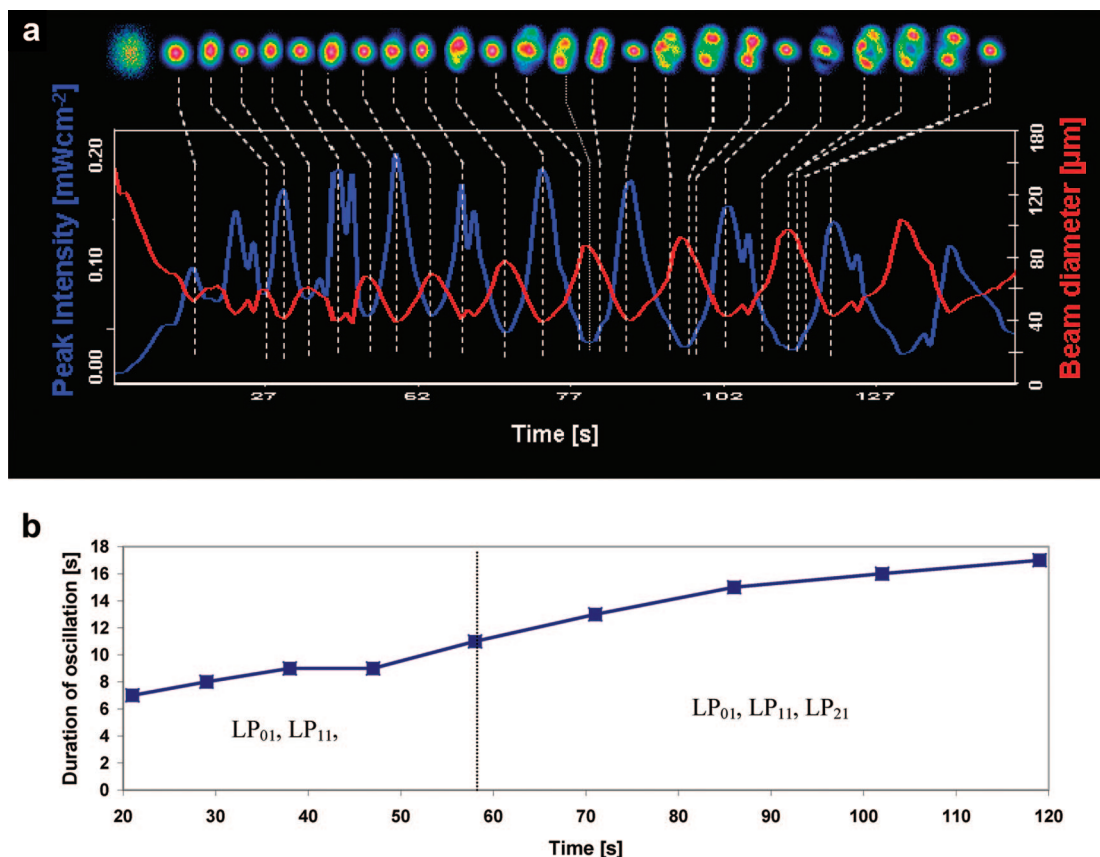 a
Peak Intensity [mWcm-2]
0.20
0.10
0.00
180
160
120
80
60
40
20
0
Beam diameter [µm]
27 62 77 102 127
Time [s]
b
Duration of oscillation [s]
18
16
14
12
10
8
6
4
2
0
LP01, LP11,
LP01, LP11, LP21
20 30 40 50 60 70 80 90 100 110 120
Time [s]